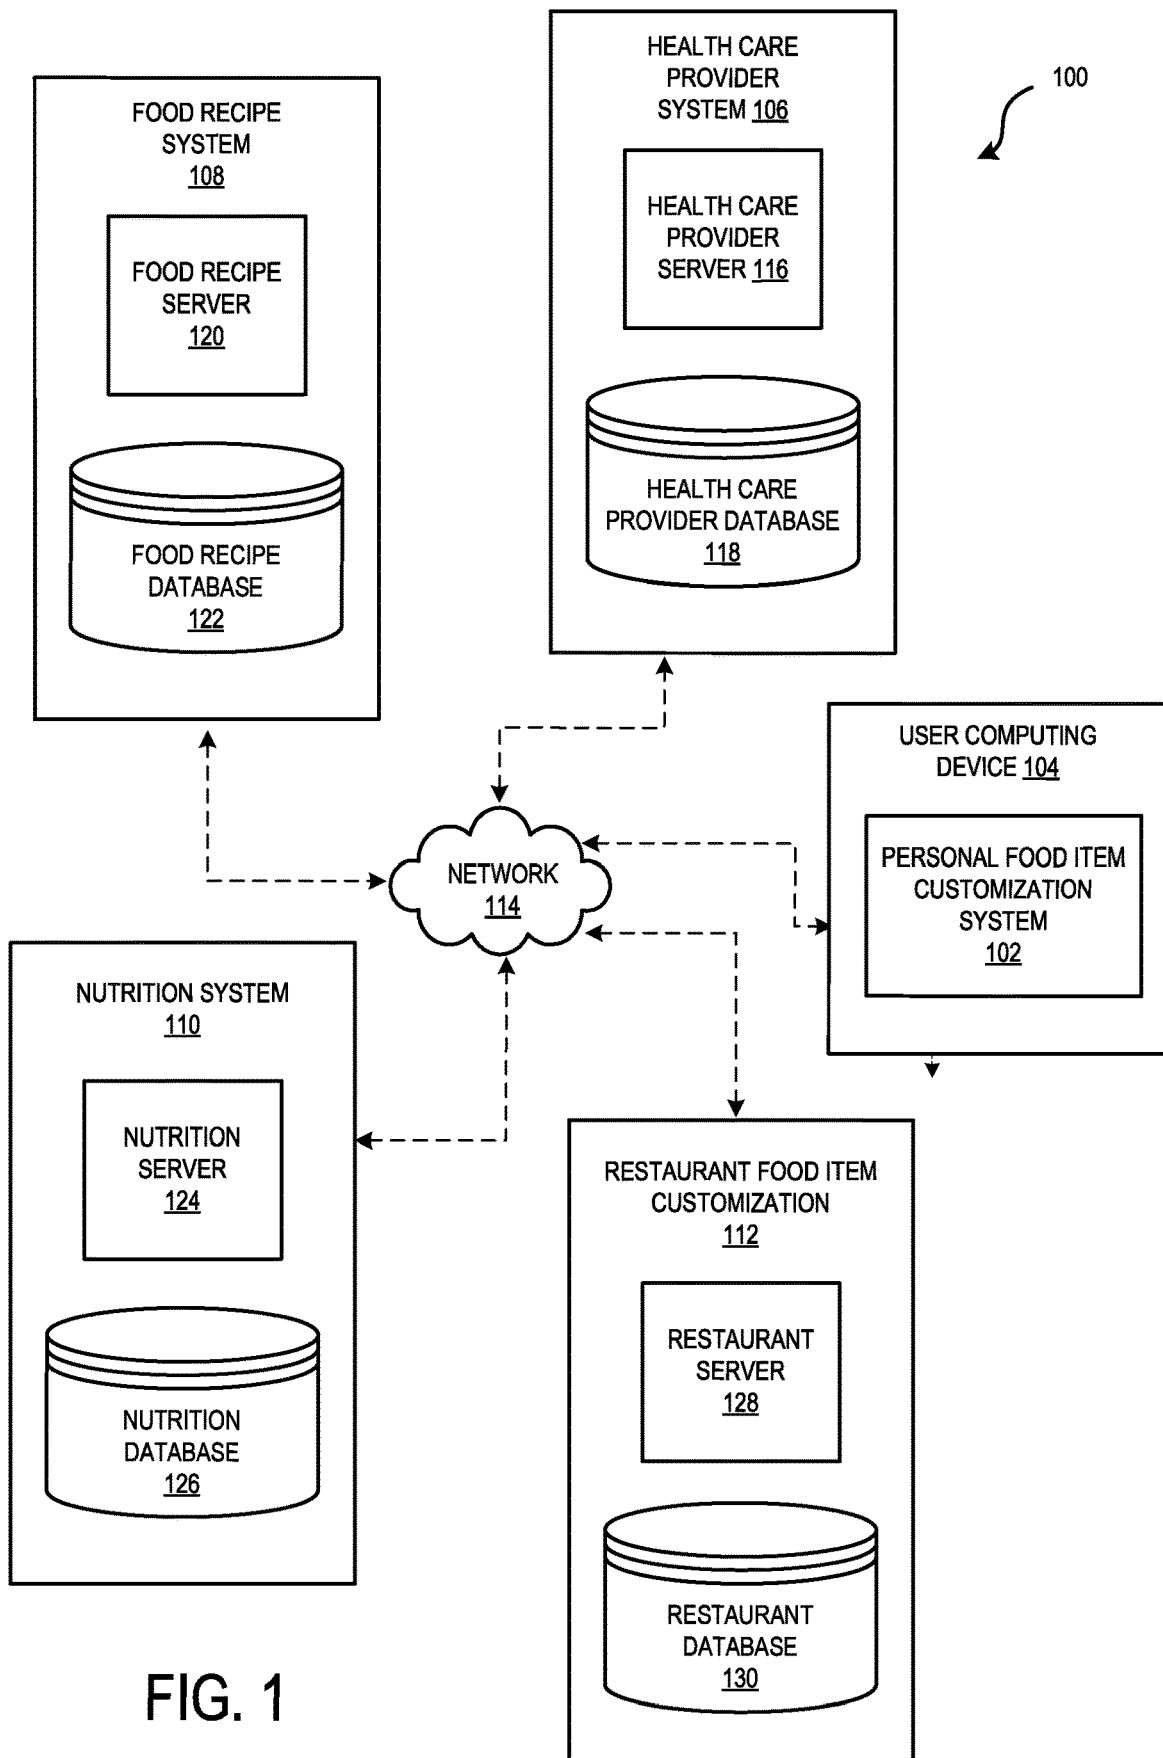 HEALTH CARE
PROVIDER
SYSTEM 106
100
FOOD RECIPE
SYSTEM
108
HEALTH CARE
PROVIDER
SERVER 116
FOOD RECIPE
SERVER
120
HEALTH CARE
PROVIDER DATABASE
118
FOOD RECIPE
DATABASE
122
USER COMPUTING
DEVICE 104
PERSONAL FOOD ITEM
CUSTOMIZATION
SYSTEM
102
NETWORK
114
NUTRITION SYSTEM
110
NUTRITION
SERVER
124
RESTAURANT FOOD ITEM
CUSTOMIZATION
112
RESTAURANT
SERVER
128
NUTRITION
DATABASE
126
RESTAURANT
DATABASE
130
FIG. 1